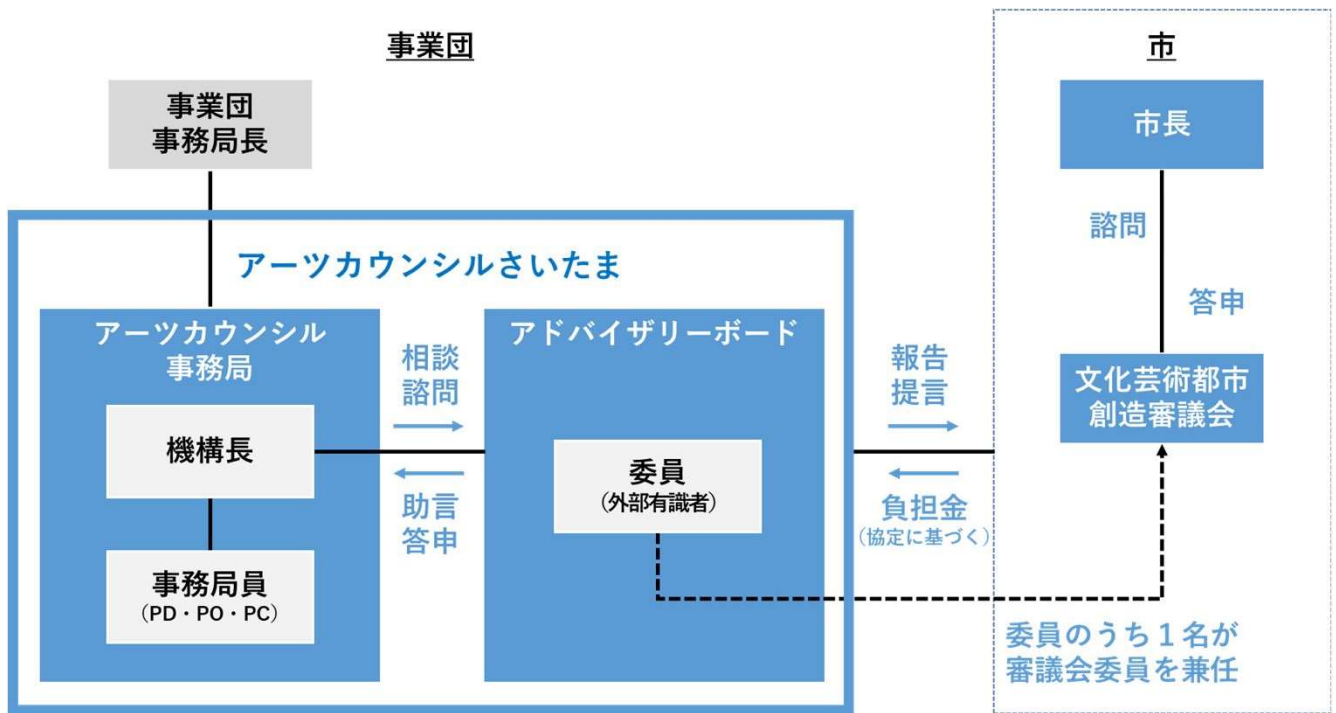 事業団
事業団
事務局長
アーツカウンシルさいたま
アーツカウンシル
事務局
機構長
事務局員
（PD・PO・PC）
相談
諮問
助言
答申
アドバイザリーボード
委員
（外部有識者）
報告
提言
負担金
（協定に基づく）
市
市長
諮問
答申
文化芸術都市
創造審議会
委員のうち１名が
審議会委員を兼任